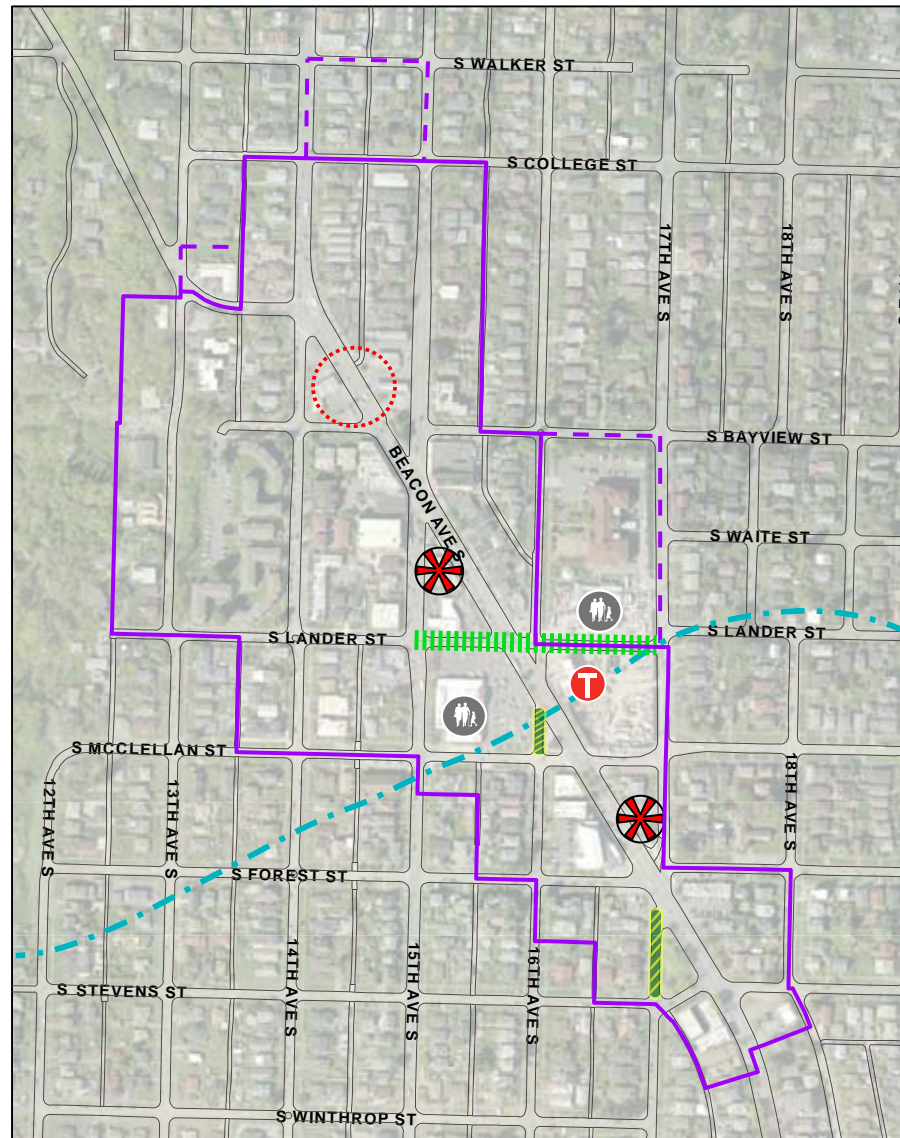 S WALKER ST
S COLLEGE ST
17TH AVE S
18TH AVE S
S BAYVIEW ST
BEACON AVE S
S WAITE ST
S LANDER ST
S LANDER ST
T
S MCCLELLAN ST
12TH AVE S
13TH AVE S
18TH AVE S
S FOREST ST
14TH AVE S
15TH AVE S
16TH AVE S
S STEVENS ST
S WINTHROP ST